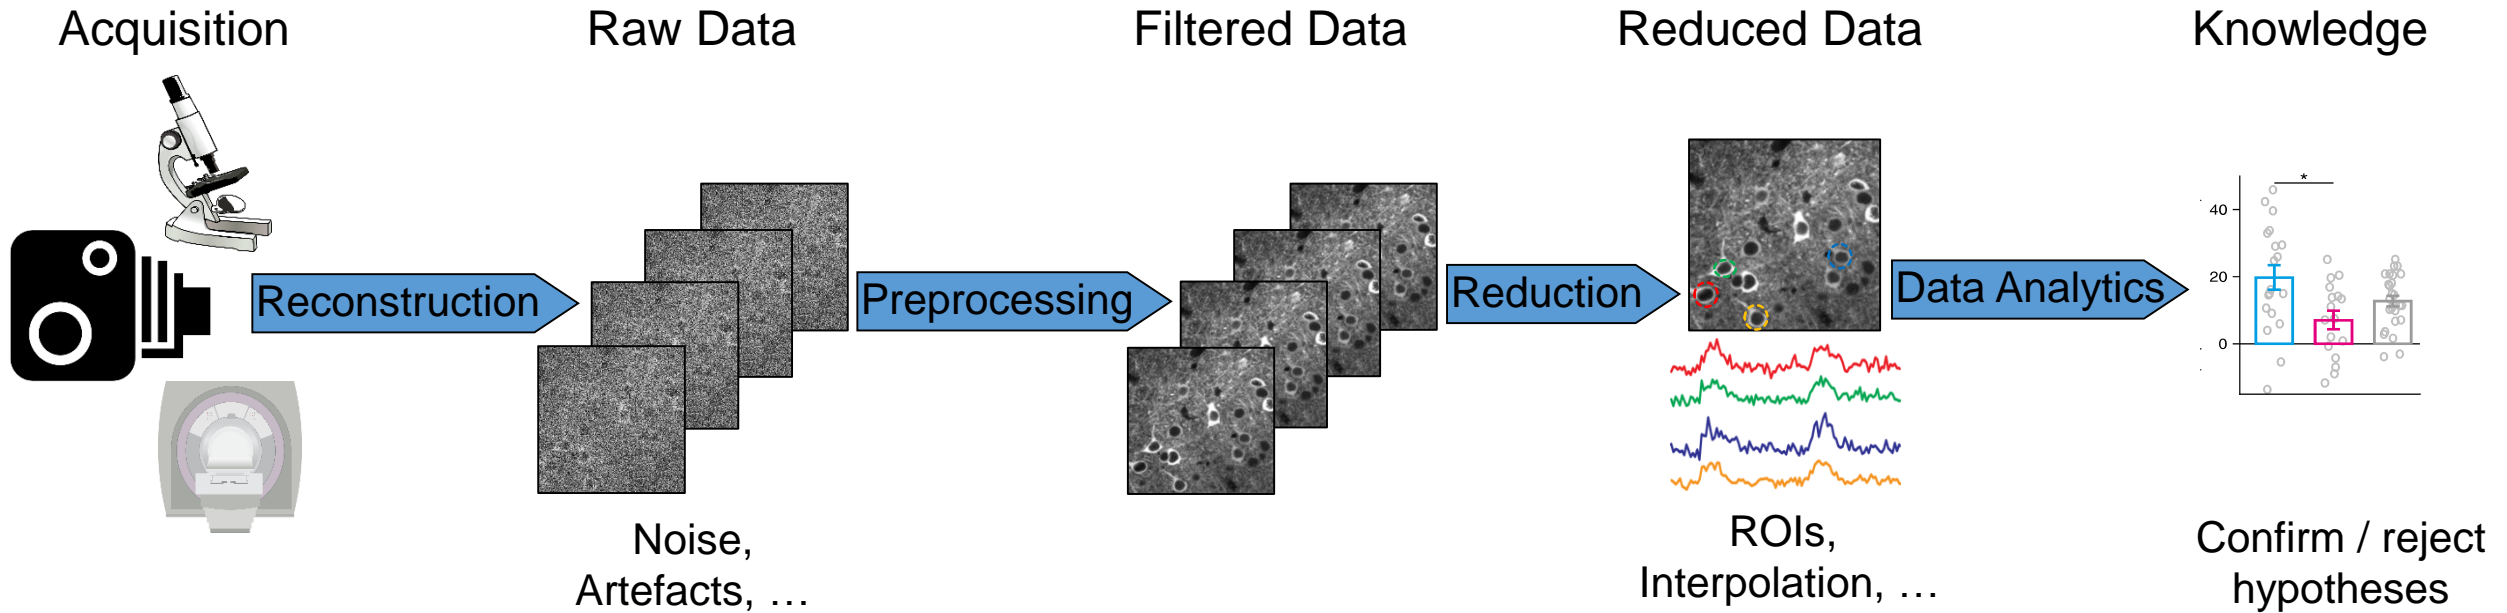 Acquisition
Raw Data
Filtered Data
Reduced Data
Knowledge
Reconstruction
Preprocessing
Reduction
Data Analytics
*
40
20
0
Noise,
Artefacts, …
ROIs,
Interpolation, …
Confirm / reject
hypotheses